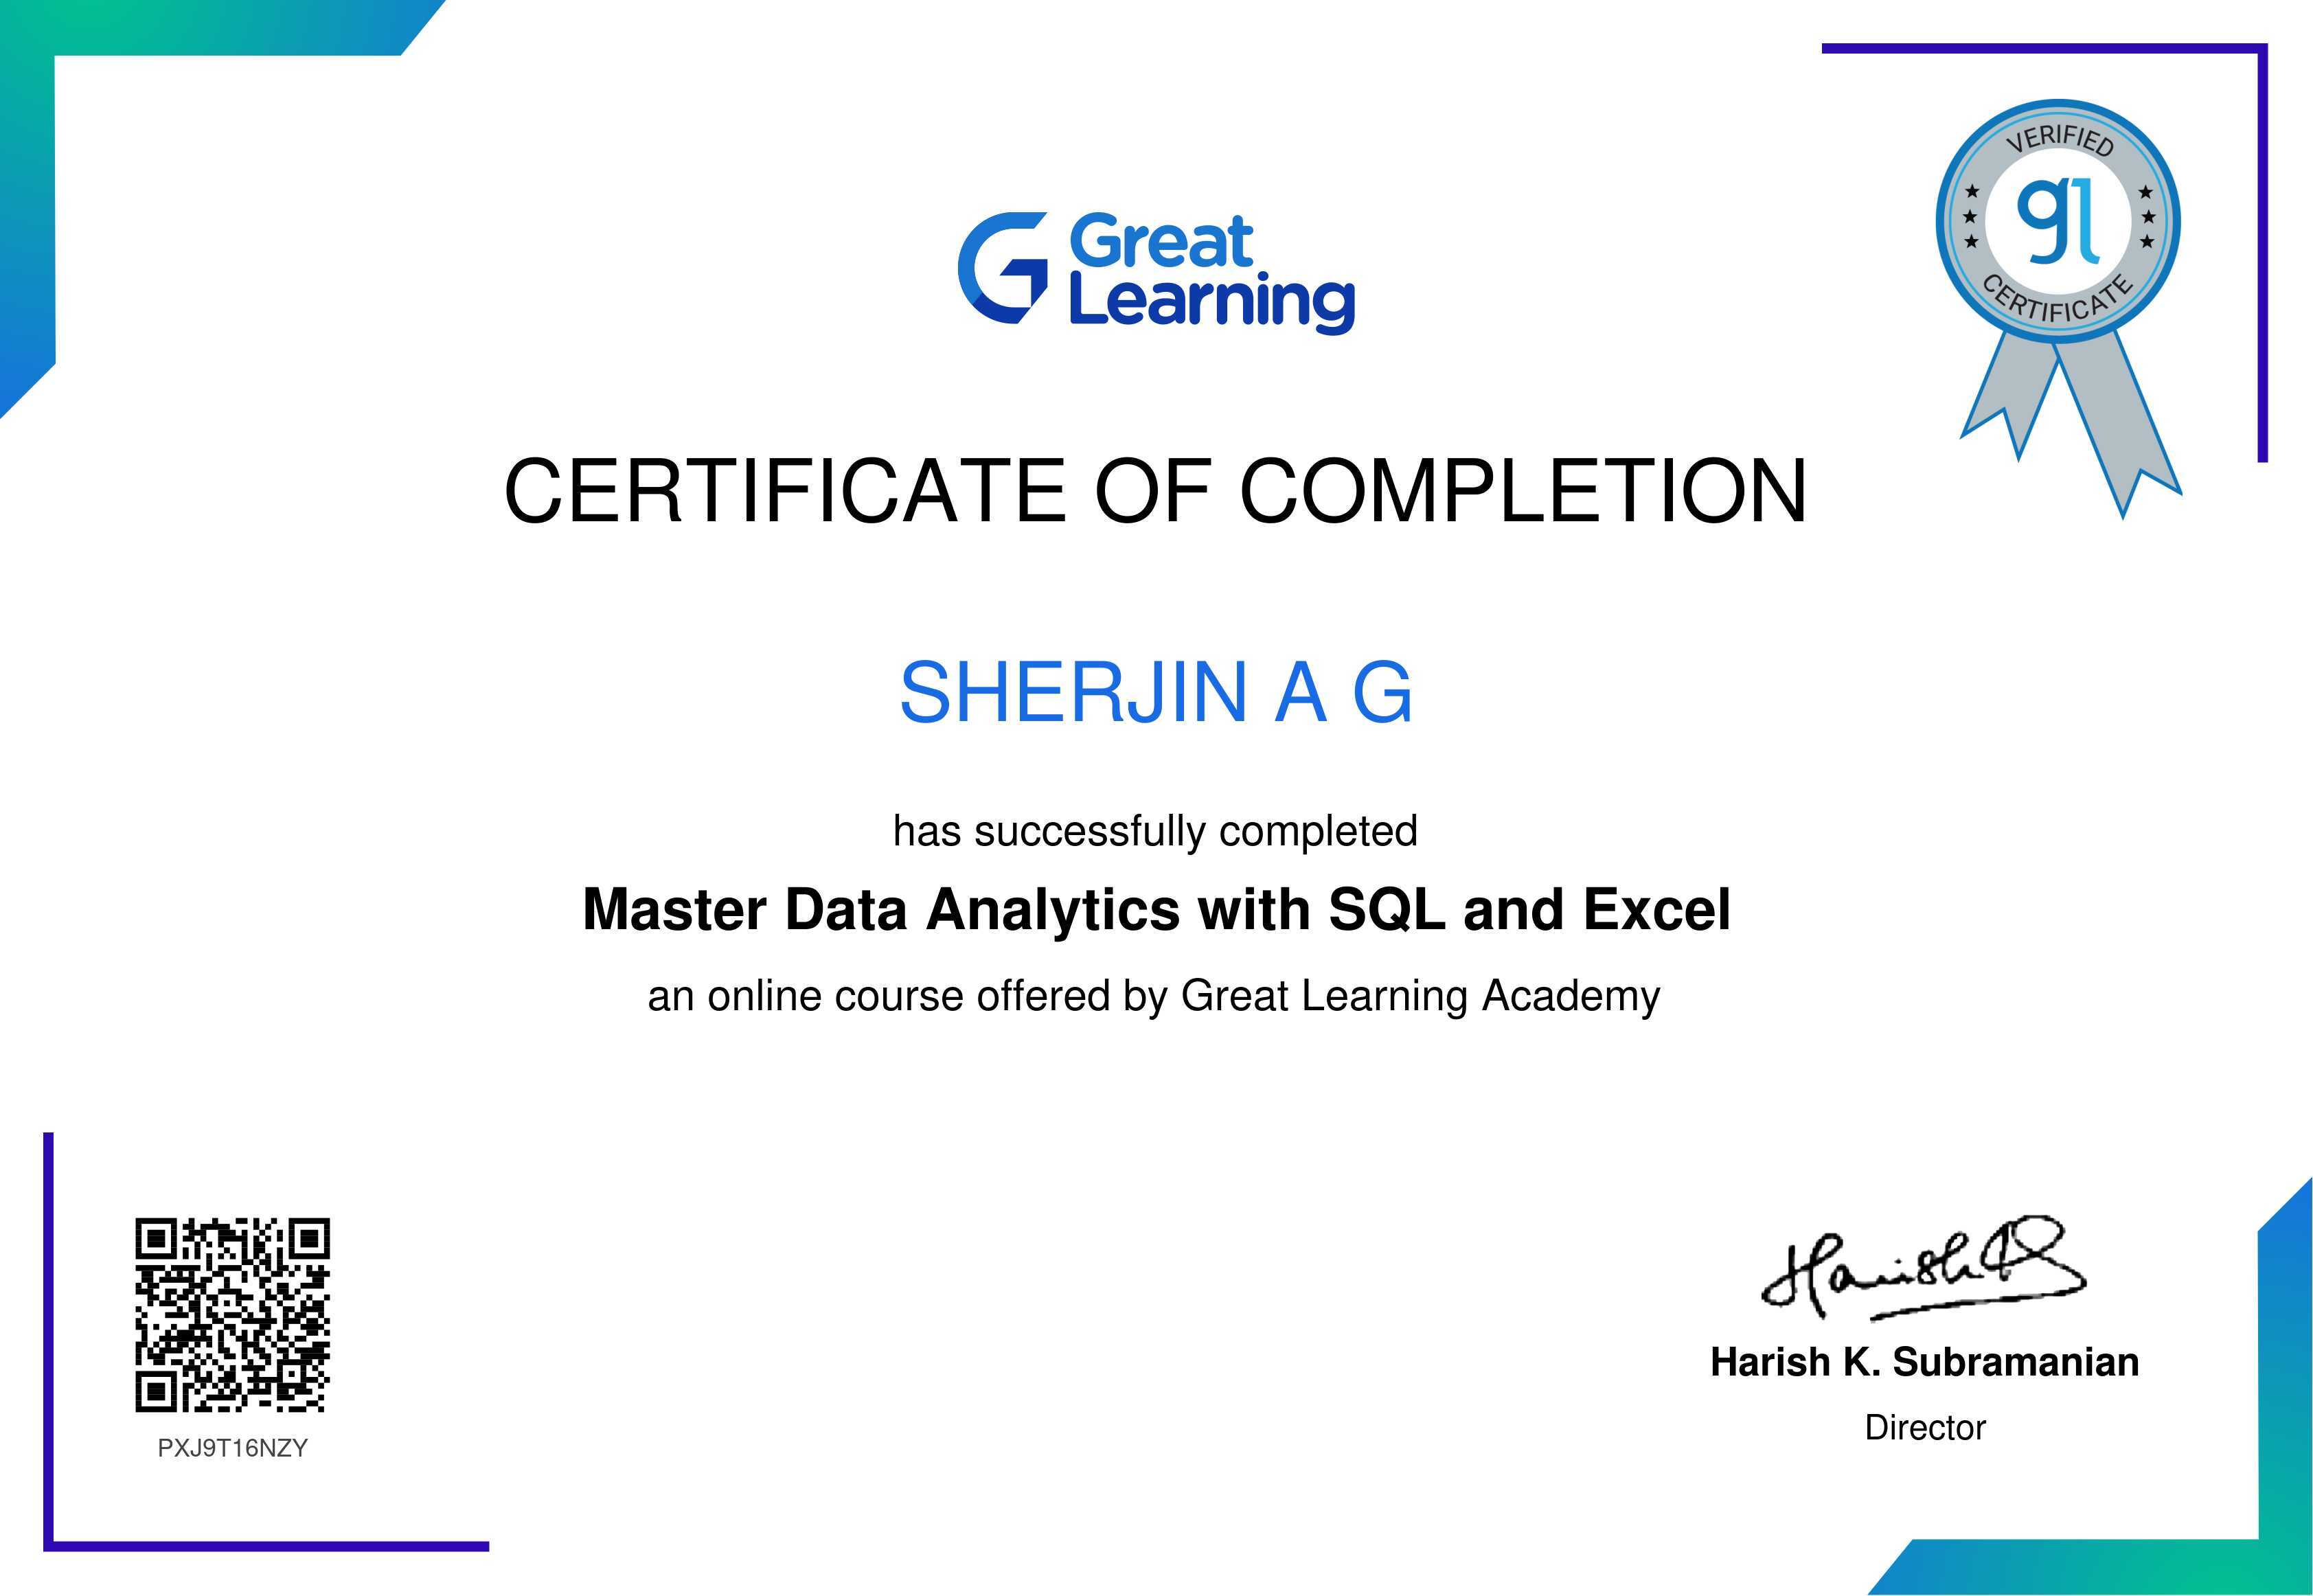 Great
Learning
VERIFIED
gl
CERTIFICATE
CERTIFICATE OF COMPLETION
SHERJIN A G
has successfully completed
Master Data Analytics with SQL and Excel
an online course offered by Great Learning Academy
PXJ9T16NZY
Harish KS
Harish K. Subramanian
Director